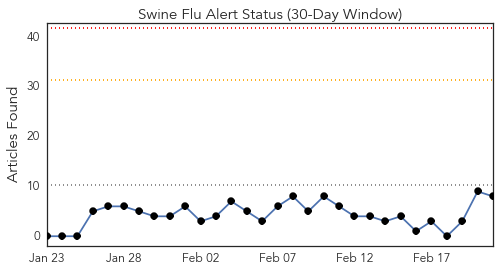 Swine Flu Alert Status (30-Day Window)
Articles Found
40
30
20
10
0
Jan 23 Jan 28 Feb 02 Feb 07 Feb 12 Feb 17